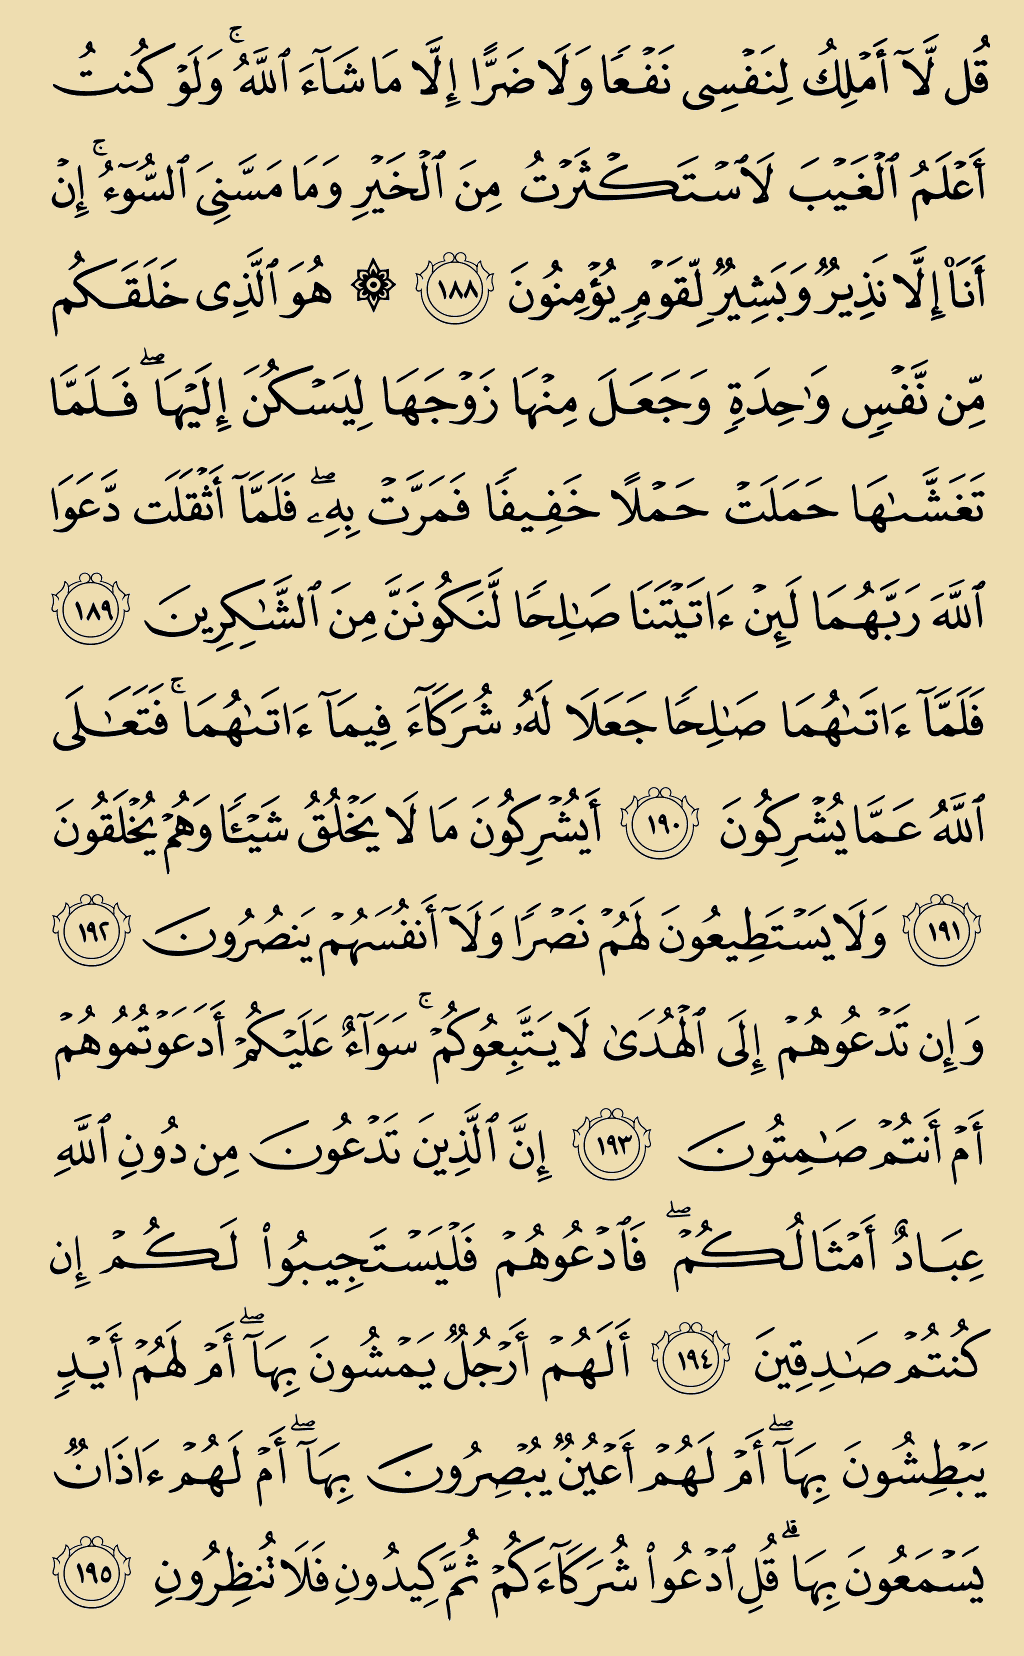 قُل لَّآ أَمۡلِكُ لِنَفۡسِي نَفۡعٗا وَلَا ضَرًّا إِلَّا مَا شَآءَ ٱللَّهُۚ وَلَوۡ كُنتُ
أَعۡلَمُ ٱلۡغَيۡبَ لَٱسۡتَكۡثَرۡتُ مِنَ ٱلۡخَيۡرِ وَمَا مَسَّنِيَ ٱلسُّوٓءُۚ إِنۡ
أَنَا۠ إِلَّا نَذِيرٞ وَبَشِيرٞ لِّقَوۡمٖ يُؤۡمِنُونَ ١٨٨ ۞ هُوَ ٱلَّذِي خَلَقَكُم
مِّن نَّفۡسٖ وَٰحِدَةٖ وَجَعَلَ مِنۡهَا زَوۡجَهَا لِيَسۡكُنَ إِلَيۡهَاۖ فَلَمَّا
تَغَشَّىٰهَا حَمَلَتۡ حَمۡلًا خَفِيفٗا فَمَرَّتۡ بِهِۦۖ فَلَمَّآ أَثۡقَلَت دَّعَوَا
ٱللَّهَ رَبَّهُمَا لَئِنۡ ءَاتَيۡتَنَا صَٰلِحٗا لَّنَكُونَنَّ مِنَ ٱلشَّٰكِرِينَ ١٨٩
فَلَمَّآ ءَاتَىٰهُمَا صَٰلِحٗا جَعَلَا لَهُۥ شُرَكَآءَ فِيمَآ ءَاتَىٰهُمَاۚ فَتَعَٰلَى
ٱللَّهُ عَمَّا يُشۡرِكُونَ ١٩٠ أَيُشۡرِكُونَ مَا لَا يَخۡلُقُ شَيۡـٔٗا وَهُمۡ يُخۡلَقُونَ
١٩١ وَلَا يَسۡتَطِيعُونَ لَهُمۡ نَصۡرٗا وَلَآ أَنفُسَهُمۡ يَنصُرُونَ ١٩٢
وَإِن تَدۡعُوهُمۡ إِلَى ٱلۡهُدَىٰ لَا يَتَّبِعُوكُمۡۚ سَوَآءٌ عَلَيۡكُمۡ أَدَعَوۡتُمُوهُمۡ
أَمۡ أَنتُمۡ صَٰمِتُونَ ١٩٣ إِنَّ ٱلَّذِينَ تَدۡعُونَ مِن دُونِ ٱللَّهِ
عِبَادٌ أَمۡثَالُكُمۡۖ فَٱدۡعُوهُمۡ فَلۡيَسۡتَجِيبُواْ لَكُمۡ إِن
كُنتُمۡ صَٰدِقِينَ ١٩٤ أَلَهُمۡ أَرۡجُلٞ يَمۡشُونَ بِهَآۖ أَمۡ لَهُمۡ أَيۡدٖ
يَبۡطِشُونَ بِهَآۖ أَمۡ لَهُمۡ أَعۡيُنٞ يُبۡصِرُونَ بِهَآۖ أَمۡ لَهُمۡ ءَاذَانٞ
يَسۡمَعُونَ بِهَاۗ قُلِ ٱدۡعُواْ شُرَكَآءَكُمۡ ثُمَّ كِيدُونِ فَلَا تُنظِرُونِ ١٩٥